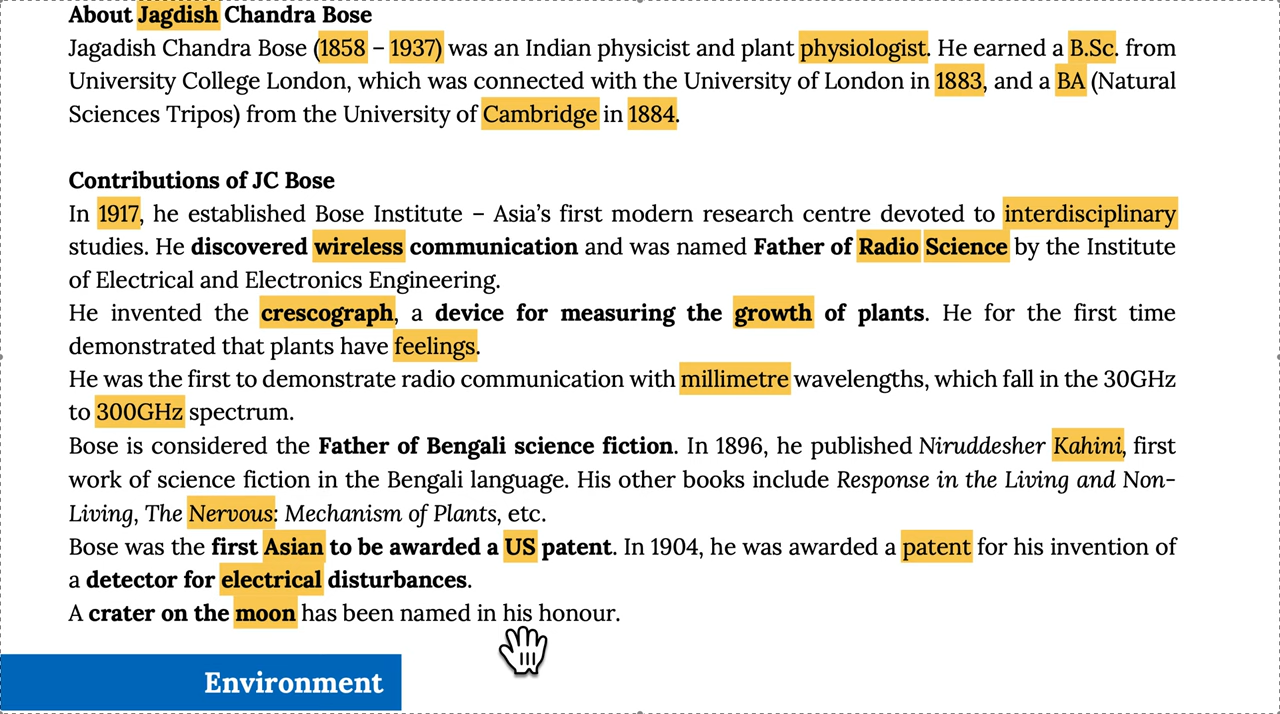 About Jagdish Chandra Bose
Jagadish Chandra Bose (1858 – 1937) was an Indian physicist and plant physiologist. He earned a B.Sc. from
University College London, which was connected with the University of London in 1883, and a BA (Natural
Sciences Tripos) from the University of Cambridge in 1884.
Contributions of JC Bose
In 1917, he established Bose Institute – Asia’s first modern research centre devoted to interdisciplinary
studies. He discovered wireless communication and was named Father of Radio Science by the Institute
of Electrical and Electronics Engineering.
He invented the crescograph, a device for measuring the growth of plants. He for the first time
demonstrated that plants have feelings.
He was the first to demonstrate radio communication with millimetre wavelengths, which fall in the 30GHz
to 300GHz spectrum.
Bose is considered the Father of Bengali science fiction. In 1896, he published Niruddesher Kahini, first
work of science fiction in the Bengali language. His other books include Response in the Living and Non-
Living, The Nervous: Mechanism of Plants, etc.
Bose was the first Asian to be awarded a US patent. In 1904, he was awarded a patent for his invention of
a detector for electrical disturbances.
A crater on the moon has been named in his honour.
Environment